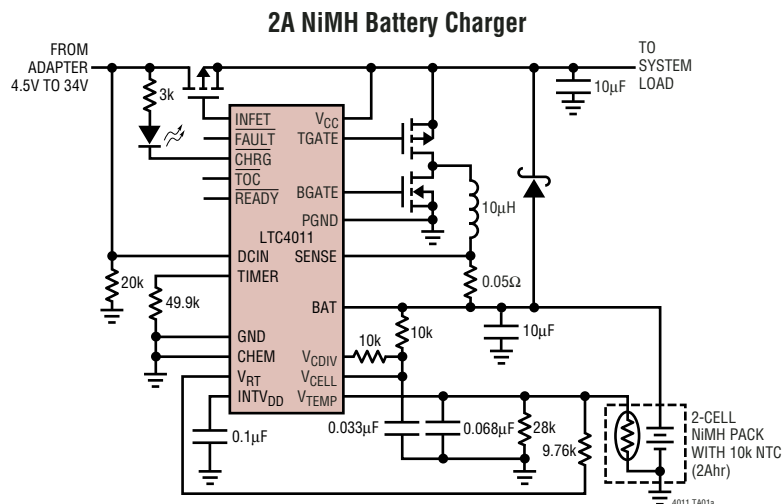 2A NiMH Battery Charger
FROM
ADAPTER
4.5V TO 34V
TO
SYSTEM
LOAD
3k
10μF
INFET
FAULT
CHRG
TOC
READY
VCC
TGATE
BGATE
PGND
LTC4011
10μH
DCIN
SENSE
TIMER
20k
49.9k
0.05Ω
BAT
10k
10k
10μF
GND
CHEM
VRT
INTVDD
VCDIV
VCELL
VTEMP
0.1μF
0.033μF
0.068μF
28k
9.76k
2-CELL
NiMH PACK
WITH 10k NTC
(2Ahr)
4011 TA01a